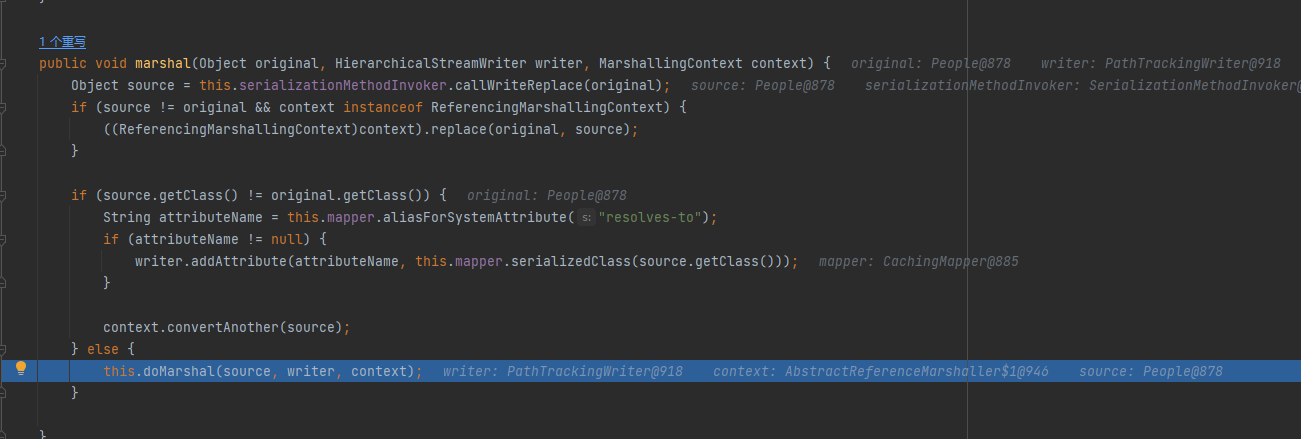 }
1 个重写
public void marshal(Object original, HierarchicalStreamWriter writer, MarshallingContext context) { original: People@878 writer: PathTrackingWriter@918
Object source = this.serializationMethodInvoker.callWriteReplace(original); source: People@878 serializationMethodInvoker: SerializationMethodInvoker@
if (source != original && context instanceof ReferencingMarshallingContext) {
((ReferencingMarshallingContext)context).replace(original, source);
}
if (source.getClass() != original.getClass()) { original: People@878
String attributeName = this.mapper.aliasForSystemAttribute( s: "resolves-to");
if (attributeName != null) {
writer.addAttribute(attributeName, this.mapper.serializedClass(source.getClass())); mapper: CachingMapper@885
}
context.convertAnother(source);
} else {
this.doMarshal(source, writer, context); writer: PathTrackingWriter@918 context: AbstractReferenceMarshaller$1@946 source: People@878
}
}